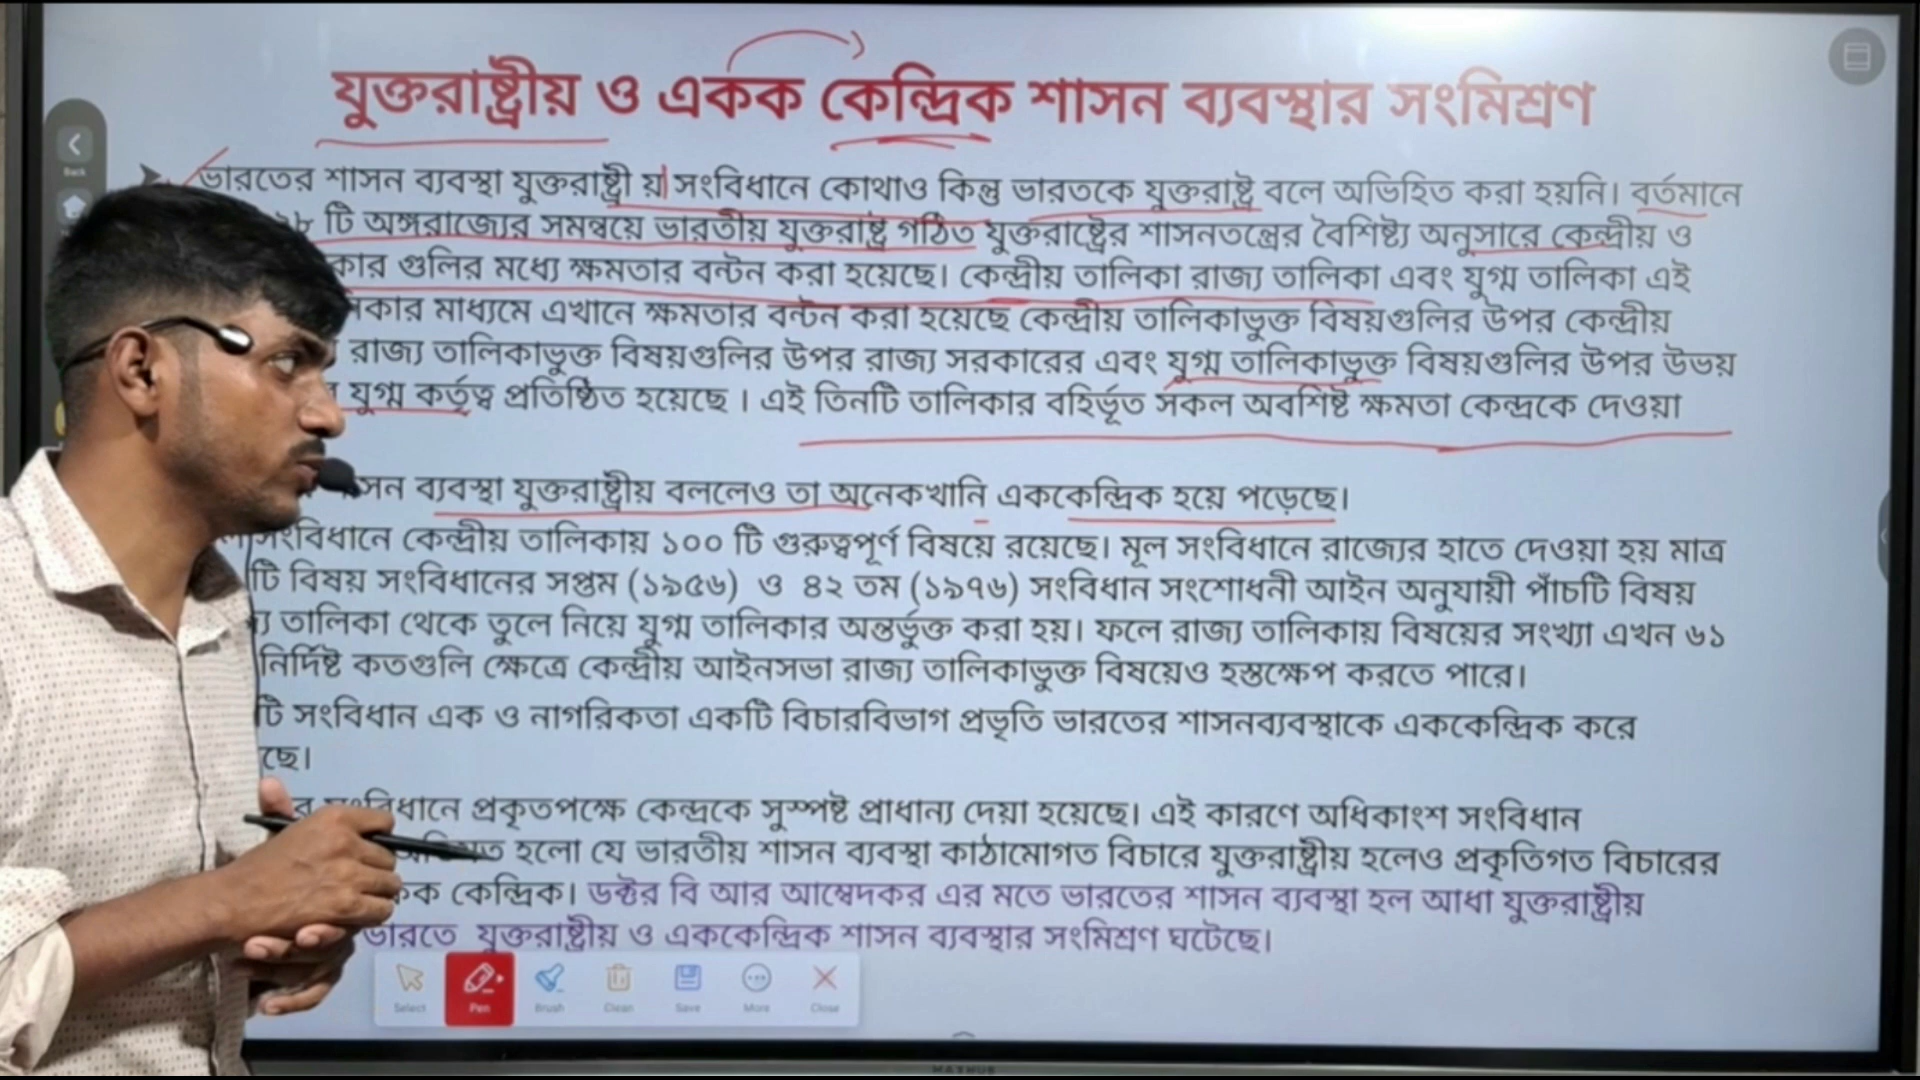 যুক্তরাষ্ট্রীয় ও একক কেন্দ্রিক শাসন ব্যবস্থার সংমিশ্রণ
Back
ভারতের শাসন ব্যবস্থা যুক্তরাষ্ট্রী য় সংবিধানে কোথাও কিন্তু ভারতকে যুক্তরাষ্ট্র বলে অভিহিত করা হয়নি। বর্তমানে
টি অঙ্গরাজ্যের সমন্বয়ে ভারতীয় যুক্তরাষ্ট্র গঠিত যুক্তরাষ্ট্রের শাসনতন্ত্রের বৈশিষ্ট্য অনুসারে কেন্দ্রীয় ও
গুলির মধ্যে ক্ষমতার বন্টন করা হয়েছে। কেন্দ্রীয় তালিকা রাজ্য তালিকা এবং যুগ্ম তালিকা এই
মাধ্যমে এখানে ক্ষমতার বন্টন করা হয়েছে কেন্দ্রীয় তালিকাভুক্ত বিষয়গুলির উপর কেন্দ্রীয়
রাজ্য তালিকাভুক্ত বিষয়গুলির উপর রাজ্য সরকারের এবং যুগ্ম তালিকাভুক্ত বিষয়গুলির উপর উভয়
যুগ্ম কর্তৃত্ব প্রতিষ্ঠিত হয়েছে । এই তিনটি তালিকার বহির্ভূত সকল অবশিষ্ট ক্ষমতা কেন্দ্রকে দেওয়া
ব্যবস্থা যুক্তরাষ্ট্রীয় বললেও তা অনেকখানি এককেন্দ্রিক হয়ে পড়েছে।
সংবিধানে কেন্দ্রীয় তালিকায় ১০০ টি গুরুত্বপূর্ণ বিষয়ে রয়েছে। মূল সংবিধানে রাজ্যের হাতে দেওয়া হয় মাত্র
টি বিষয় সংবিধানের সপ্তম (১৯৫৬) ও ৪২ তম (১৯৭৬) সংবিধান সংশোধনী আইন অনুযায়ী পাঁচটি বিষয়
তালিকা থেকে তুলে নিয়ে যুগ্ম তালিকার অন্তর্ভুক্ত করা হয়। ফলে রাজ্য তালিকায় বিষয়ের সংখ্যা এখন ৬১
নির্দিষ্ট কতগুলি ক্ষেত্রে কেন্দ্রীয় আইনসভা রাজ্য তালিকাভুক্ত বিষয়েও হস্তক্ষেপ করতে পারে।
টি সংবিধান এক ও নাগরিকতা একটি বিচারবিভাগ প্রভৃতি ভারতের শাসনব্যবস্থাকে এককেন্দ্রিক করে
ছে।
সংবিধানে প্রকৃতপক্ষে কেন্দ্রকে সুস্পষ্ট প্রাধান্য দেয়া হয়েছে। এই কারণে অধিকাংশ সংবিধান
হলো যে ভারতীয় শাসন ব্যবস্থা কাঠামোগত বিচারে যুক্তরাষ্ট্রীয় হলেও প্রকৃতিগত বিচারের
কেন্দ্রিক। ডক্টর বি আর আম্বেদকর এর মতে ভারতের শাসন ব্যবস্থা হল আধা যুক্তরাষ্ট্রীয়
ভারতে যুক্তরাষ্ট্রীয় ও এককেন্দ্রিক শাসন ব্যবস্থার সংমিশ্রণ ঘটেছে।
Select Pen Brush Clean Save More Close